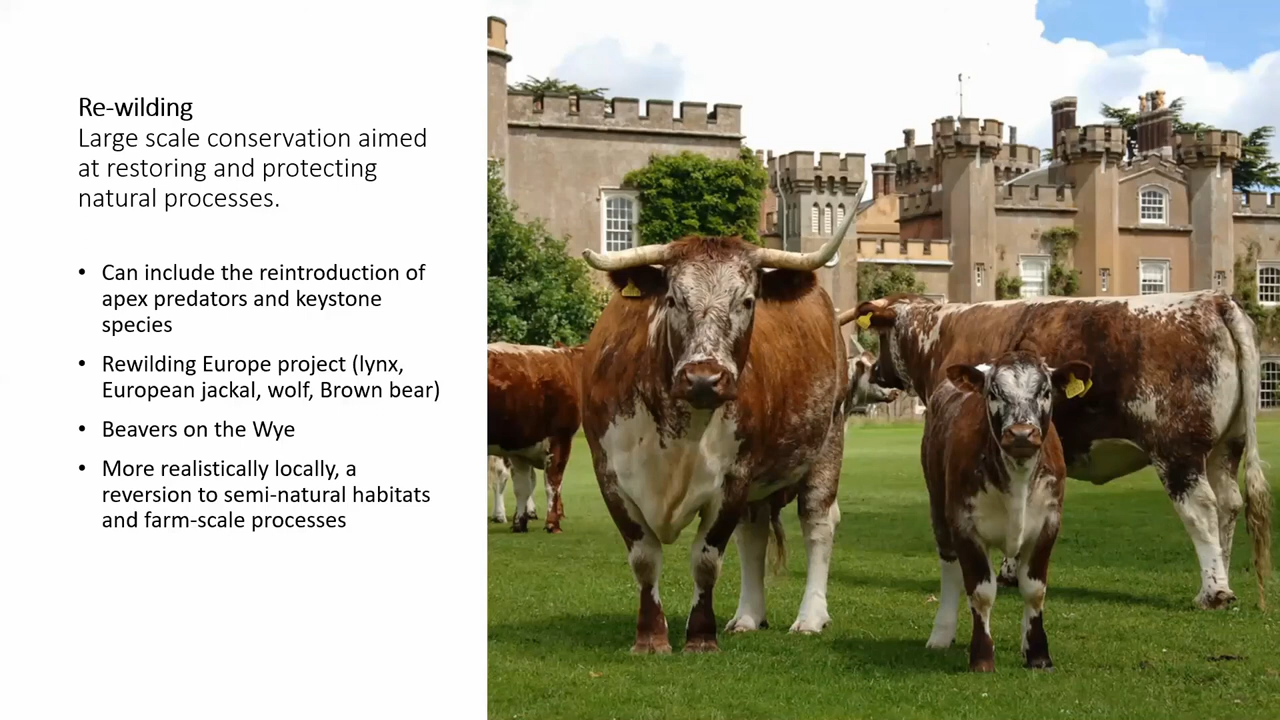 Re-wilding
Large scale conservation aimed
at restoring and protecting
natural processes.
• Can include the reintroduction of
apex predators and keystone
species
• Rewilding Europe project (lynx,
European jackal, wolf, Brown bear)
• Beavers on the Wye
• More realistically locally, a
reversion to semi-natural habitats
and farm-scale processes